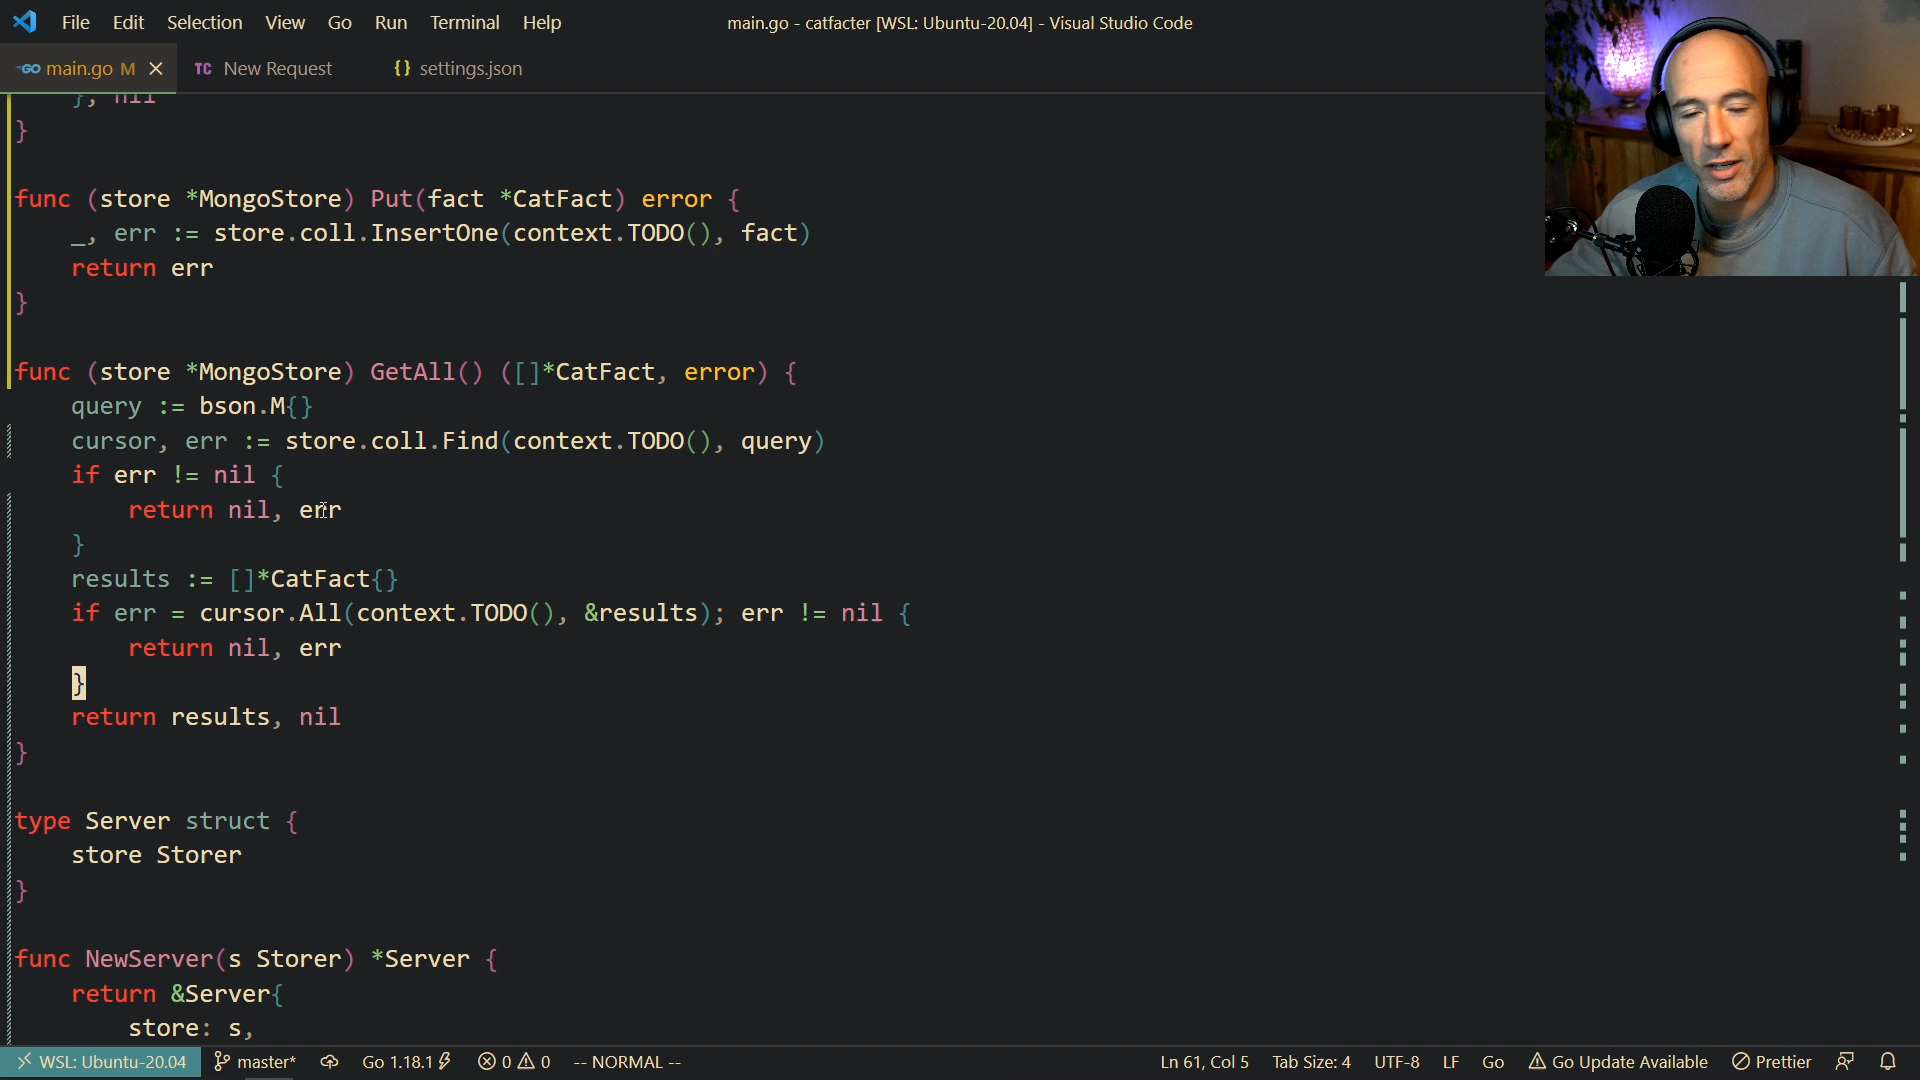 File Edit Selection View Go Run Terminal Help
main.go - catfacter [WSL: Ubuntu-20.04] - Visual Studio Code
GO main.go M TC New Request {} settings.json
}, nil
}
func (store *MongoStore) Put(fact *CatFact) error {
_, err := store.coll.InsertOne(context.TODO(), fact)
return err
}
func (store *MongoStore) GetAll() ([]*CatFact, error) {
query := bson.M{}
cursor, err := store.coll.Find(context.TODO(), query)
if err != nil {
return nil, err
}
results := []*CatFact{}
if err = cursor.All(context.TODO(), &results); err != nil {
return nil, err
}
return results, nil
}
type Server struct {
store Storer
}
func NewServer(s Storer) *Server {
return &Server{
store: s,
WSL: Ubuntu-20.04 master* Go 1.18.1 0 0 -- NORMAL -- Ln 61, Col 5 Tab Size: 4 UTF-8 LF Go Go Update Available Prettier